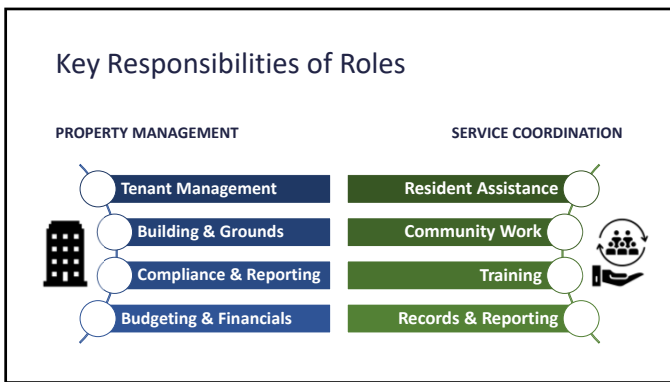 Key Responsibilities of Roles
PROPERTY MANAGEMENT
Tenant Management
Building & Grounds
Compliance & Reporting
Budgeting & Financials
SERVICE COORDINATION
Resident Assistance
Community Work
Training
Records & Reporting